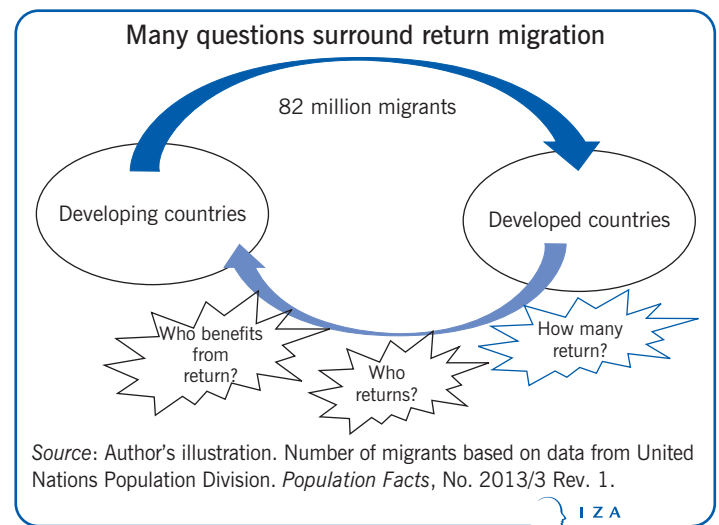 Many questions surround return migration
82 million migrants
Developing countries
Developed countries
Who benefits
from
return?
Who
returns?
How many
return?
Source: Author's illustration. Number of migrants based on data from United
Nations Population Division. Population Facts, No. 2013/3 Rev. 1.
I Z A